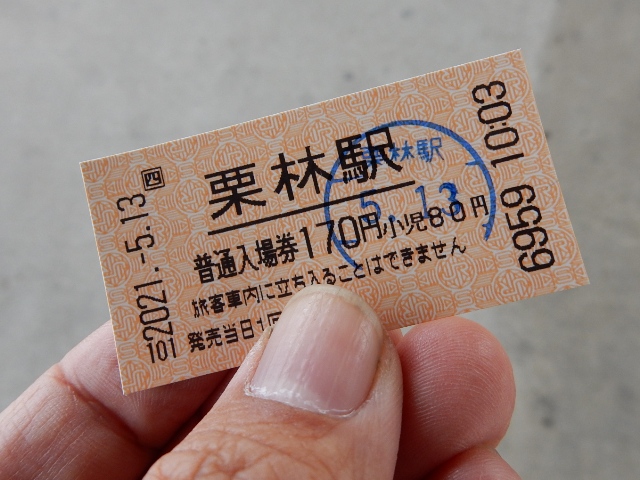 栗林駅
普通入場券170円小児80円
旅客車内に立ち入ることはできません
発売当日1回
2021.-5.13 四
101
6959 10:03
栗林駅
5.13